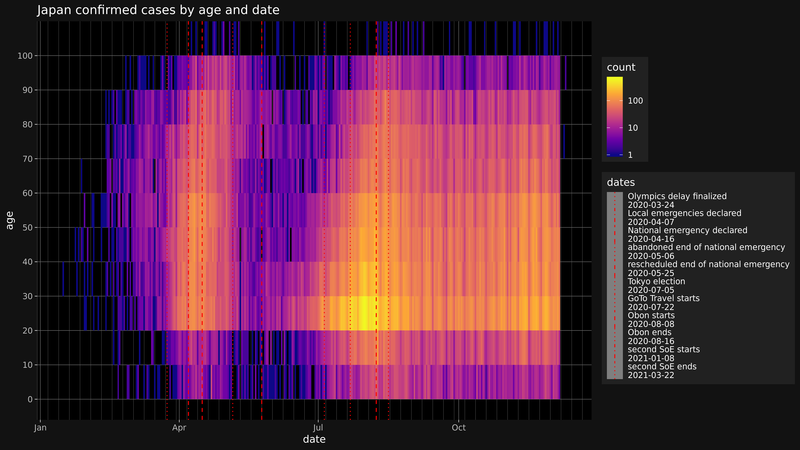 Japan confirmed cases by age and date
100
90
80
70
60
50
40
30
20
10
0
age
Jan
Apr
Jul
Oct
date
count
100
10
1
dates
Olympics delay finalized
2020-03-24
Local emergencies declared
2020-04-07
National emergency declared
2020-04-16
abandoned end of national emergency
2020-05-06
rescheduled end of national emergency
2020-05-25
Tokyo election
2020-07-05
GoTo Travel starts
2020-07-22
Obon starts
2020-08-08
Obon ends
2020-08-16
second SoE starts
2021-01-08
second SoE ends
2021-03-22